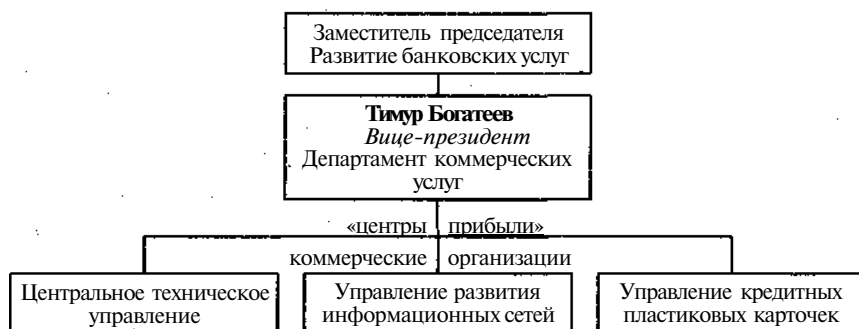 Заместитель председателя
Развитие банковских услуг
Тимур Богатеев
Вице-президент
Департамент коммерческих
услуг
«центры прибыли»
коммерческие организации
Центральное техническое
управление
Управление развития
информационных сетей
Управление кредитных
пластиковых карточек